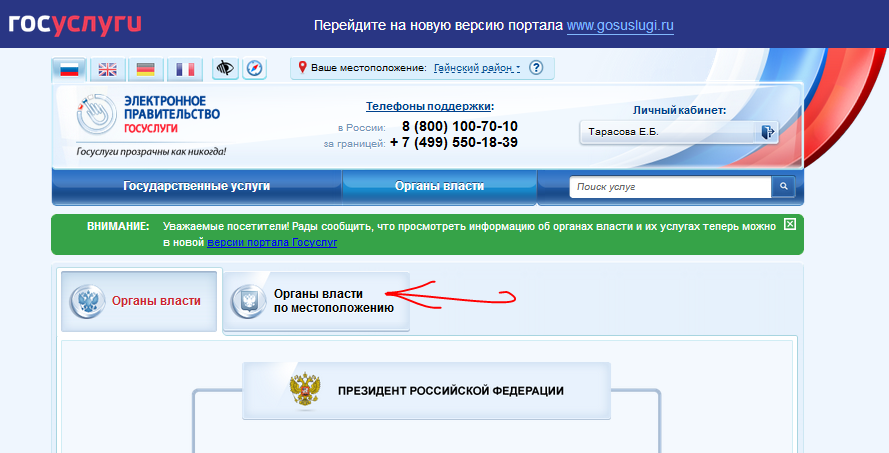 госуслуги
Перейдите на новую версию портала www.gosuslugi.ru
Ваше местоположение: Гайнский район ?
ЭЛЕКТРОННОЕ
ПРАВИТЕЛЬСТВО
ГОСУСЛУГИ
Госуслуги прозрачны как никогда!
Телефоны поддержки:
в России: 8 (800) 100-70-10
за границей: + 7 (499) 550-18-39
Личный кабинет:
Тарасова Е.Б.
Государственные услуги
Органы власти
Поиск услуг
ВНИМАНИЕ: Уважаемые посетители! Рады сообщить, что просмотреть информацию об органах власти и их услугах теперь можно
в новой версии портала Госуслуг
Органы власти
Органы власти
по местоположению
ПРЕЗИДЕНТ РОССИЙСКОЙ ФЕДЕРАЦИИ